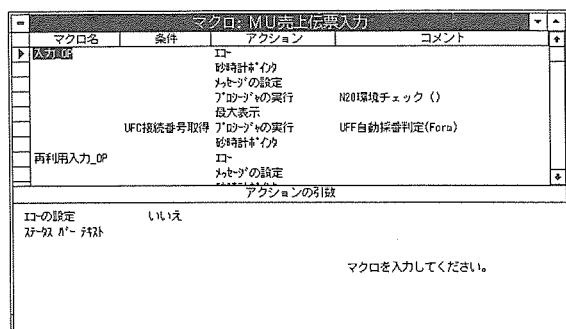 マクロ: MU売上伝票入力
マクロ名 条件 アクション コメント
入力_OP ｴｺｰ
砂時計ﾎﾟｲﾝﾀ
ﾒｯｾｰｼﾞの設定
ﾌﾟﾛｼｰｼﾞｬの実行 N20環境チェック ()
最大表示
UFC接続番号取得 ﾌﾟﾛｼｰｼﾞｬの実行 UFF自動採番判定(Form)
砂時計ﾎﾟｲﾝﾀ
再利用入力_OP ｴｺｰ
ﾒｯｾｰｼﾞの設定
アクションの引数
ｴｺｰの設定 いいえ
ｽﾃｰﾀｽ ﾊﾞｰ ﾃｷｽﾄ
マクロを入力してください。